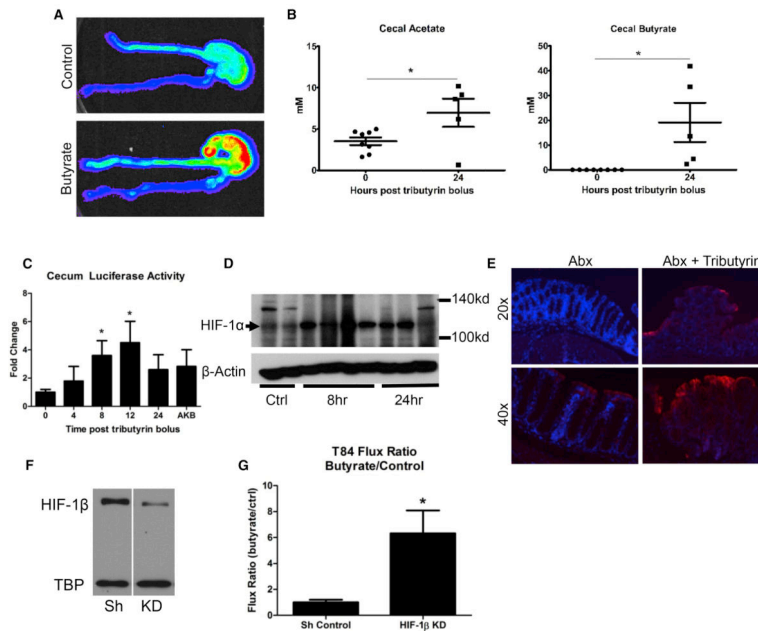 A
Control
Butyrate
B
Cecal Acetate
mM
15
10
5
0
*
0
24
Hours post tributyrin bolus
Cecal Butyrate
mM
50
40
30
20
10
0
*
0
24
Hours post tributyrin bolus
C
Cecum Luciferase Activity
Fold Change
7
6
5
4
3
2
1
0
*
*
0 4 8 12 24 AKB
Time post tributyrin bolus
D
140kd
HIF-1α
100kd
β-Actin
Ctrl 8hr 24hr
E
Abx Abx + Tributyrin
20x
40x
F
HIF-1β
TBP
Sh KD
G
T84 Flux Ratio
Butyrate/Control
Flux Ratio (butyrate/ctrl)
10
8
6
4
2
0
*
Sh Control HIF-1β KD